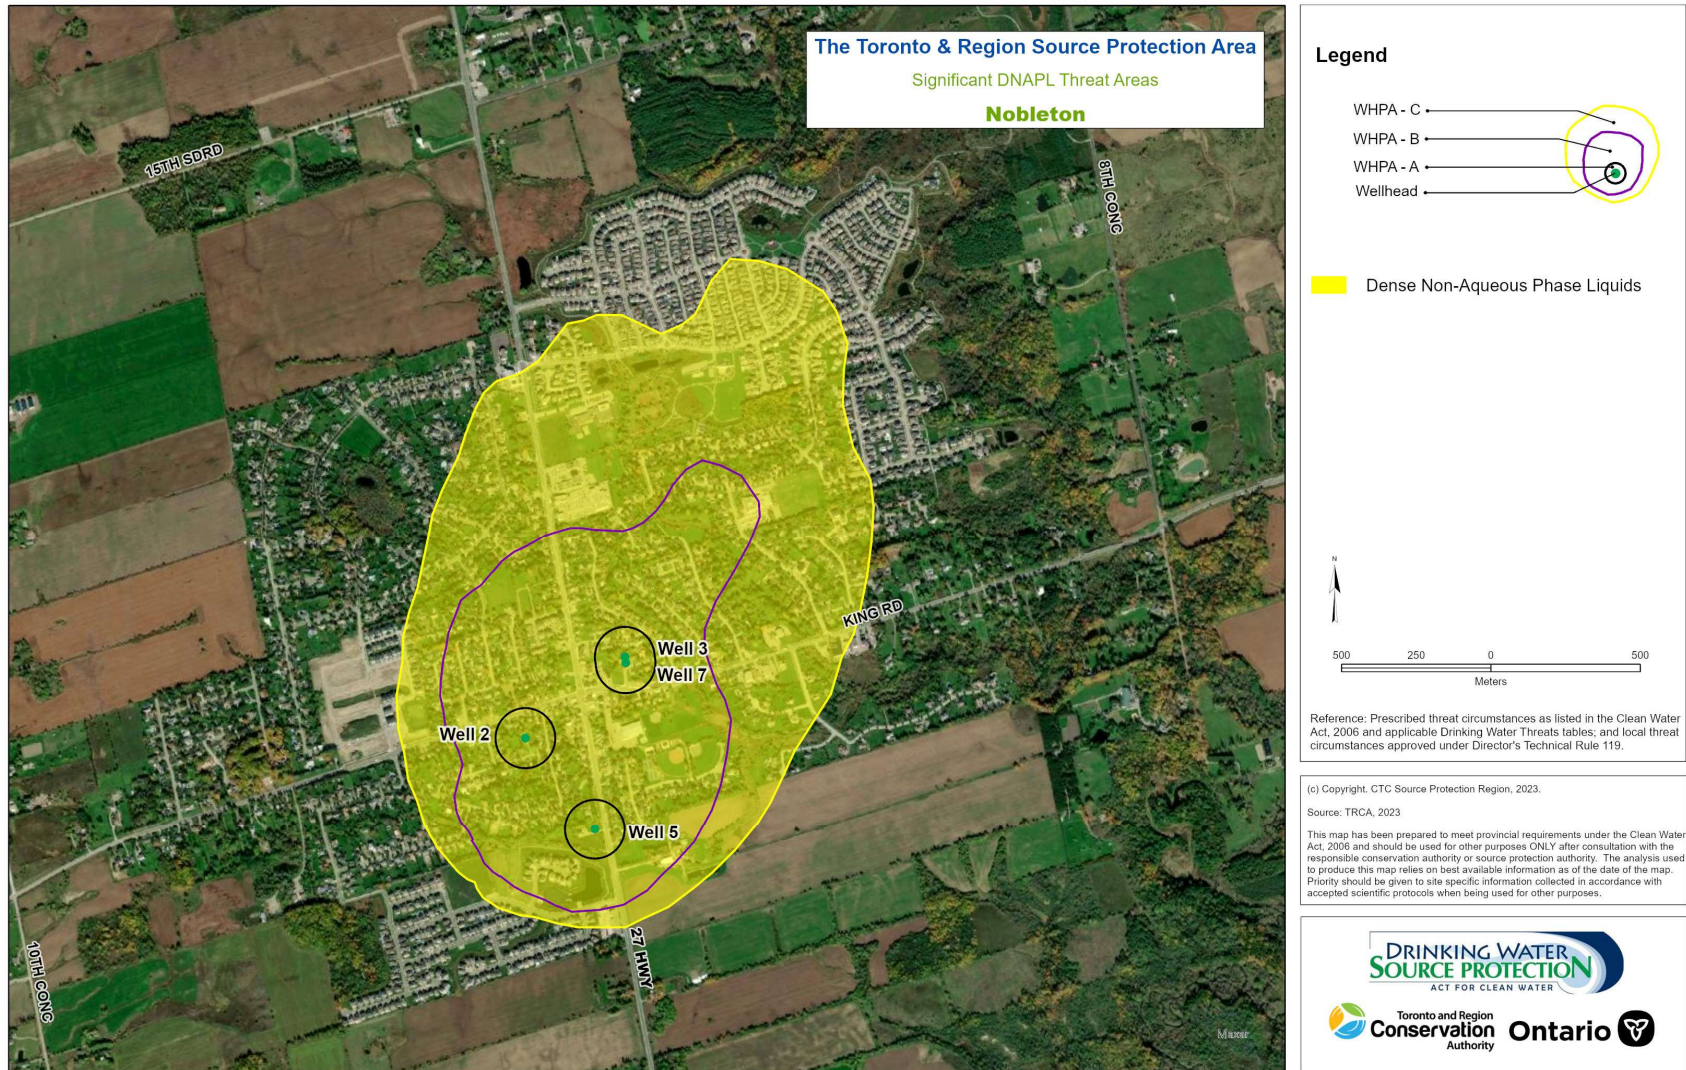 The Toronto & Region Source Protection Area
Significant DNAPL Threat Areas
Nobleton
15TH SDRD
8TH CONC
KING RD
Well 3
Well 7
Well 2
Well 5
27 HWY
10TH CONC
Maxar
Legend
WHPA - C
WHPA - B
WHPA - A
Wellhead
Dense Non-Aqueous Phase Liquids
N
500 250 0 500
Meters
Reference: Prescribed threat circumstances as listed in the Clean Water
Act, 2006 and applicable Drinking Water Threats tables; and local threat
circumstances approved under Director's Technical Rule 119.
(c) Copyright. CTC Source Protection Region, 2023.
Source: TRCA, 2023
This map has been prepared to meet provincial requirements under the Clean Water
Act, 2006 and should be used for other purposes ONLY after consultation with the
responsible conservation authority or source protection authority. The analysis used
to produce this map relies on best available information as of the date of the map.
Priority should be given to site specific information collected in accordance with
accepted scientific protocols when being used for other purposes.
DRINKING WATER
SOURCE PROTECTION
ACT FOR CLEAN WATER
Toronto and Region
Conservation
Authority
Ontario